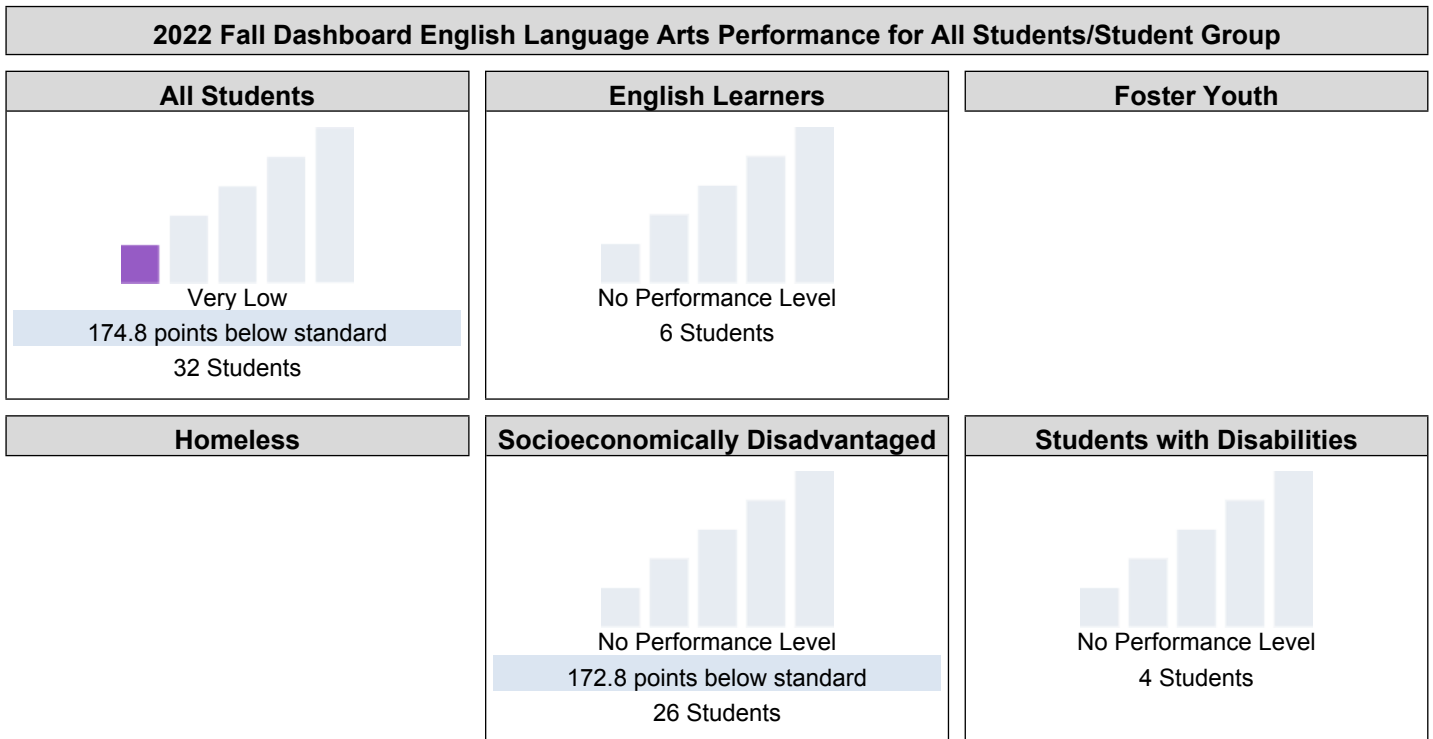 2022 Fall Dashboard English Language Arts Performance for All Students/Student Group
All Students
Very Low
174.8 points below standard
32 Students
English Learners
No Performance Level
6 Students
Foster Youth
Homeless
Socioeconomically Disadvantaged
No Performance Level
172.8 points below standard
26 Students
Students with Disabilities
No Performance Level
4 Students